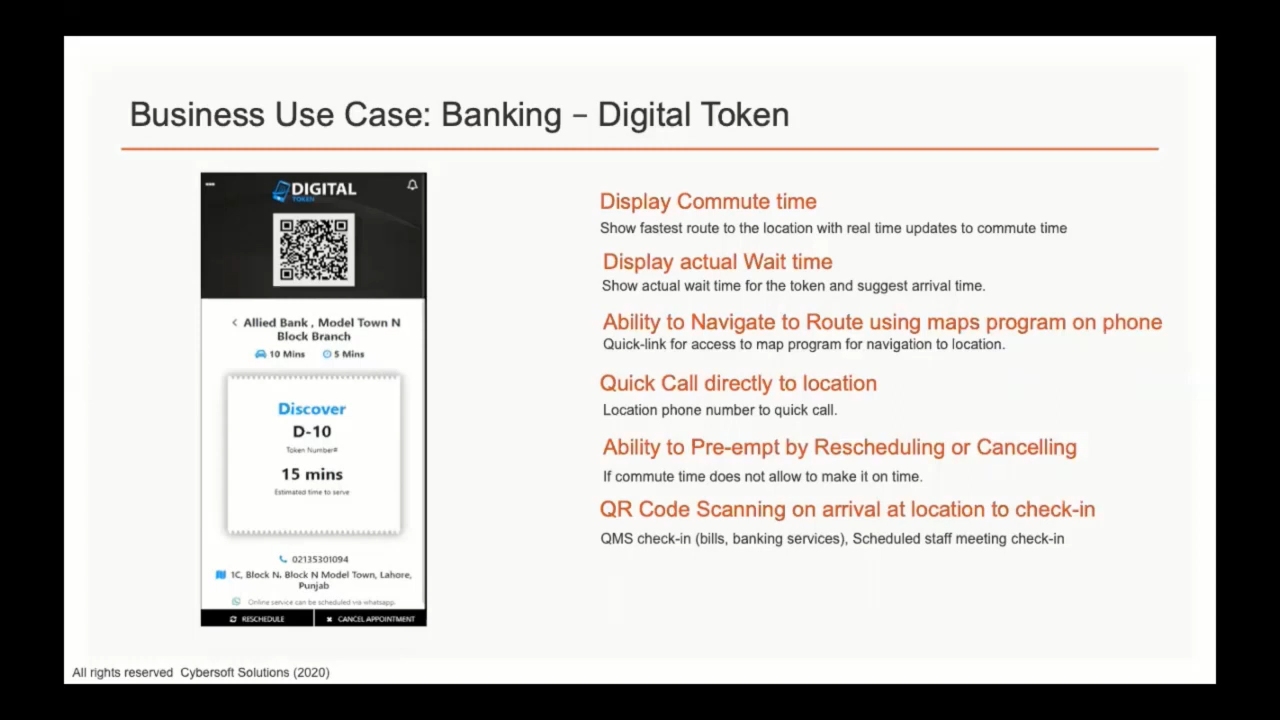 Business Use Case: Banking – Digital Token
DIGITAL
TOKEN
< Allied Bank , Model Town N
Block Branch
10 Mins 5 Mins
Discover
D-10
Token Number#
15 mins
Estimated time to serve
02135301094
1C, Block N. Block N Model Town, Lahore,
Punjab
Online service can be scheduled via whatsapp.
RESCHEDULE
CANCEL APPOINTMENT
Display Commute time
Show fastest route to the location with real time updates to commute time
Display actual Wait time
Show actual wait time for the token and suggest arrival time.
Ability to Navigate to Route using maps program on phone
Quick-link for access to map program for navigation to location.
Quick Call directly to location
Location phone number to quick call.
Ability to Pre-empt by Rescheduling or Cancelling
If commute time does not allow to make it on time.
QR Code Scanning on arrival at location to check-in
QMS check-in (bills, banking services), Scheduled staff meeting check-in
All rights reserved Cybersoft Solutions (2020)